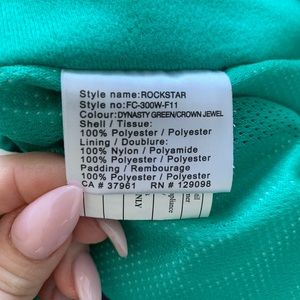 Style name: ROCKSTAR
Style no: FC-300W-F11
Colour: DYNASTY GREEN/CROWN JEWEL
Shell / Tissue:
100% Polyester / Polyester
Lining / Doublure:
100% Nylon / Polyamide
100% Polyester / Polyester
Padding / Rembourage
100% Polyester / Polyester
CA # 37961 RN # 129098